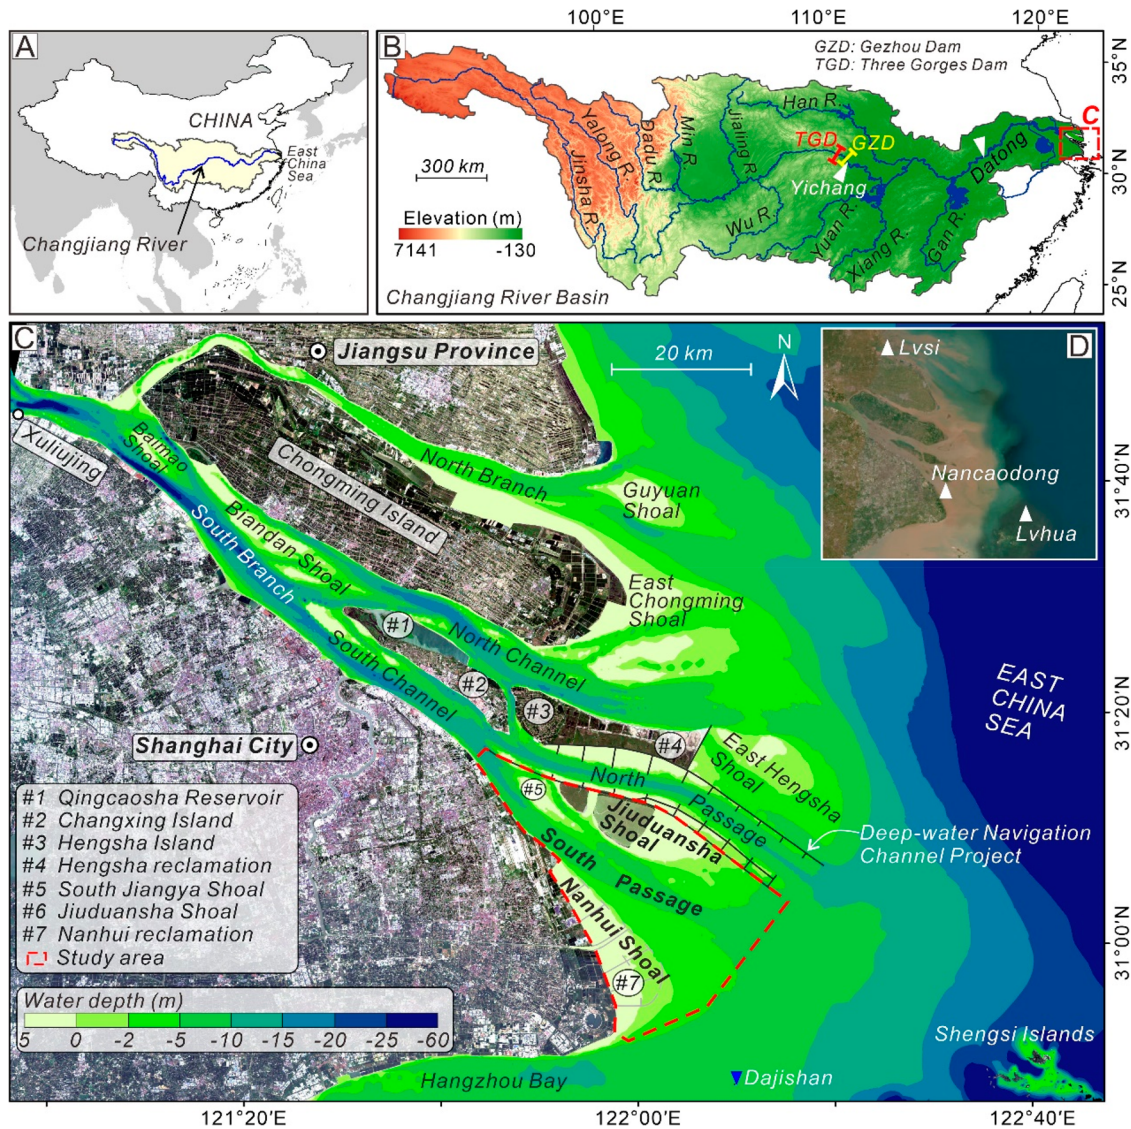 A
CHINA
East
China
Sea
Changjiang River
100°E
110°E
120°E
B
GZD: Gezhou Dam
TGD: Three Gorges Dam
35°N
30°N
25°N
Han R.
Yalong R.
Dadu R.
Min R.
Jialing R.
Jinsha R.
TGD
GZD
Datong
C
Yichang
300 km
Wu R.
Yuan R.
Xiang R.
Gan R.
Elevation (m)
7141
-130
Changjiang River Basin
C
Jiangsu Province
20 km
N
D
Lvsi
Nancaodong
Lvhua
Xuliujing
Baimao
Shoal
Chongming Island
North Branch
Guyuan
Shoal
South Branch
Biandan Shoal
East
Chongming
Shoal
#1
North Channel
South Channel
#2
#3
#4
East Hengsha
Shoal
EAST
CHINA
SEA
Shanghai City
North
Passage
#5
Jiuduansha
Shoal
Deep-water Navigation
Channel Project
South
Passage
Nanhui Shoal
#7
#1 Qingcaosha Reservoir
#2 Changxing Island
#3 Hengsha Island
#4 Hengsha reclamation
#5 South Jiangya Shoal
#6 Jiuduansha Shoal
#7 Nanhui reclamation
Study area
Water depth (m)
5
0
-2
-5
-10
-15
-20
-25
-60
Hangzhou Bay
Dajishan
Shengsi Islands
31°40'N
31°20'N
31°00'N
121°20'E
122°00'E
122°40'E